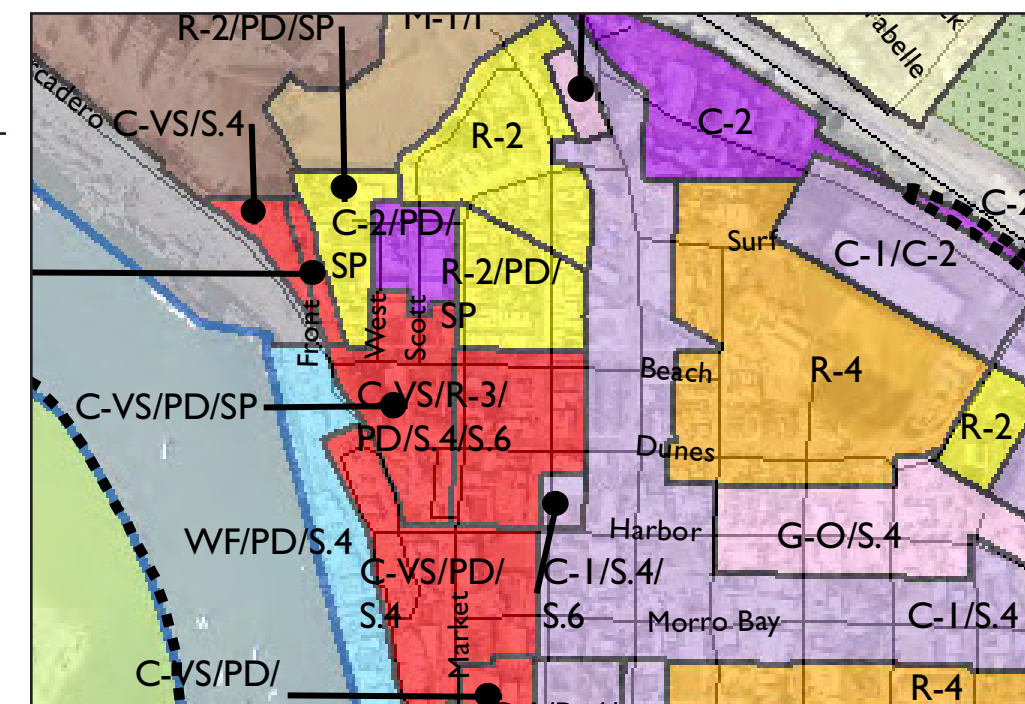 R-2/PD/SP
M-1/I
cadero
C-VS/S.4
R-2
C-2
abelle
C-2/PD/
SP
R-2/PD/
SP
Surf
C-1/C-2
Front
West
Scott
Beach
R-4
C-VS/PD/SP
C-VS/R-3/
PD/S.4/S.6
R-2
Dunes
WF/PD/S.4
Harbor
G-O/S.4
C-VS/PD/
S.4
C-1/S.4/
S.6
Market
Morro Bay
C-1/S.4
C-VS/PD/
R-4